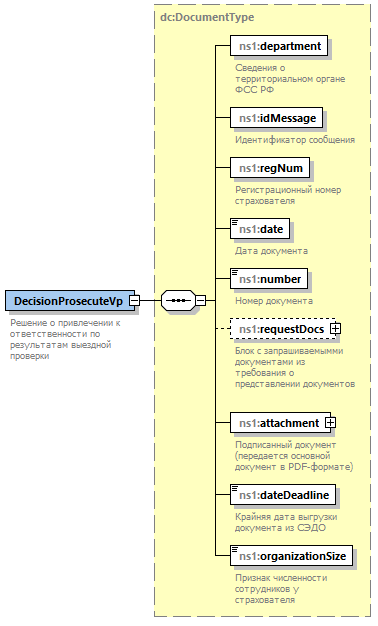 dc:DocumentType
ns1:department
Сведения о
территориальном органе
ФСС РФ
ns1:idMessage
Идентификатор сообщения
ns1:regNum
Регистрационный номер
страхователя
ns1:date
Дата документа
DecisionProsecuteVp
Решение о привлечении к
ответственности по
результатам выездной
проверки
ns1:number
Номер документа
ns1:requestDocs
Блок с запрашиваемымми
документами из
требования о
представлении документов
ns1:attachment
Подписанный документ
(передается основной
документ в PDF-формате)
ns1:dateDeadline
Крайняя дата выгрузки
документа из СЭДО
ns1:organizationSize
Признак численности
сотрудников у
страхователя